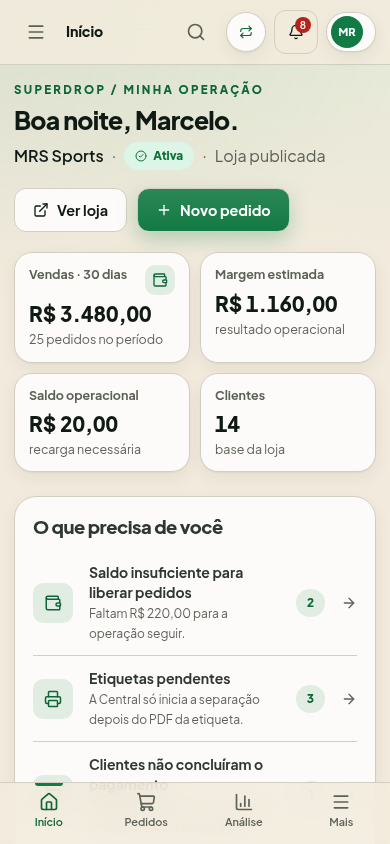 Início
8
MR
SUPERDROP / MINHA OPERAÇÃO
Boa noite, Marcelo.
MRS Sports · Ativa · Loja publicada
Ver loja
Novo pedido
Vendas · 30 dias
R$ 3.480,00
25 pedidos no período
Margem estimada
R$ 1.160,00
resultado operacional
Saldo operacional
R$ 20,00
recarga necessária
Clientes
14
base da loja
O que precisa de você
Saldo insuficiente para
liberar pedidos
Faltam R$ 220,00 para a
operação seguir.
2
Etiquetas pendentes
A Central só inicia a separação
depois do PDF da etiqueta.
3
Clientes não concluíram o
pagamento
Início
Pedidos
Análise
Mais